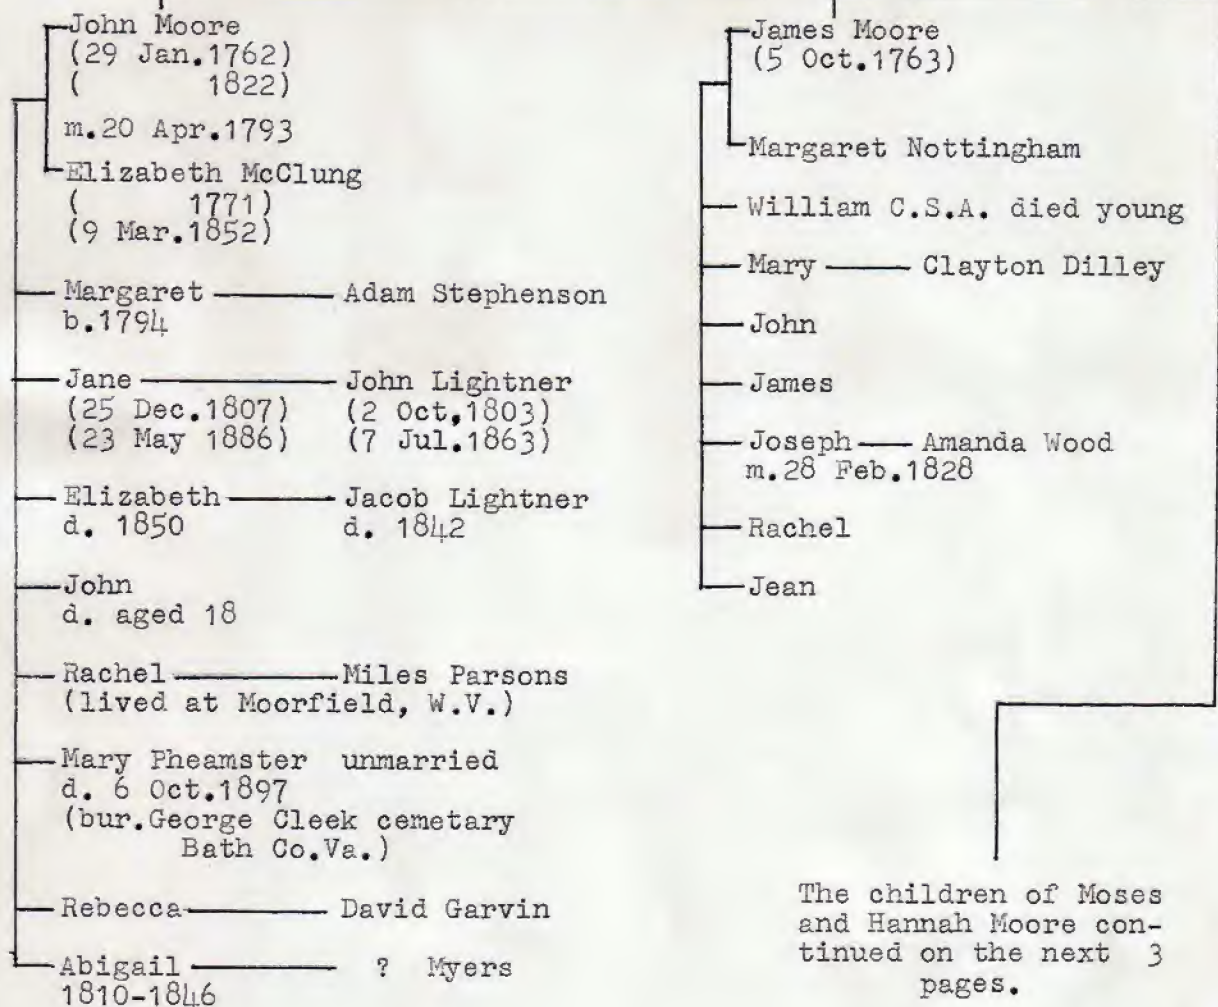 John Moore
(29 Jan.1762)
(        1822)
m.20 Apr.1793
Elizabeth McClung
(        1771)
(9 Mar.1852)
Margaret Adam Stephenson
b.1794
Jane John Lightner
(25 Dec.1807) (2 Oct,1803)
(23 May 1886) (7 Jul.1863)
Elizabeth Jacob Lightner
d. 1850 d. 1842
John
d. aged 18
Rachel Miles Parsons
(lived at Moorfield, W.V.)
Mary Pheamster unmarried
d. 6 Oct.1897
(bur.George Cleek cemetary
Bath Co.Va.)
Rebecca David Garvin
Abigail ? Myers
1810-1846
James Moore
(5 Oct.1763)
Margaret Nottingham
William C.S.A. died young
Mary Clayton Dilley
John
James
Joseph Amanda Wood
m.28 Feb.1828
Rachel
Jean
The children of Moses
and Hannah Moore con-
tinued on the next 3
pages.